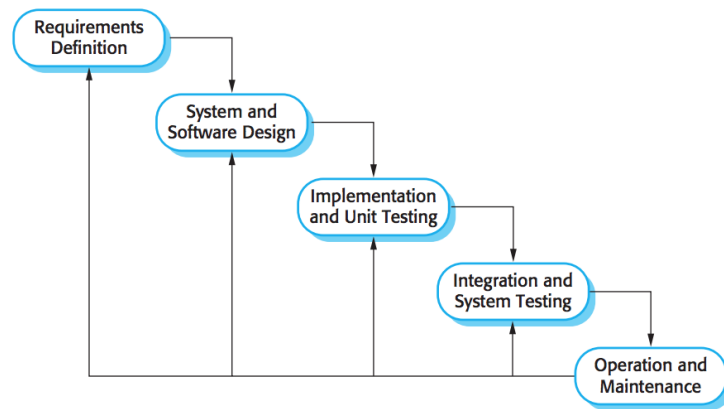 Requirements
Definition
System and
Software Design
Implementation
and Unit Testing
Integration and
System Testing
Operation and
Maintenance